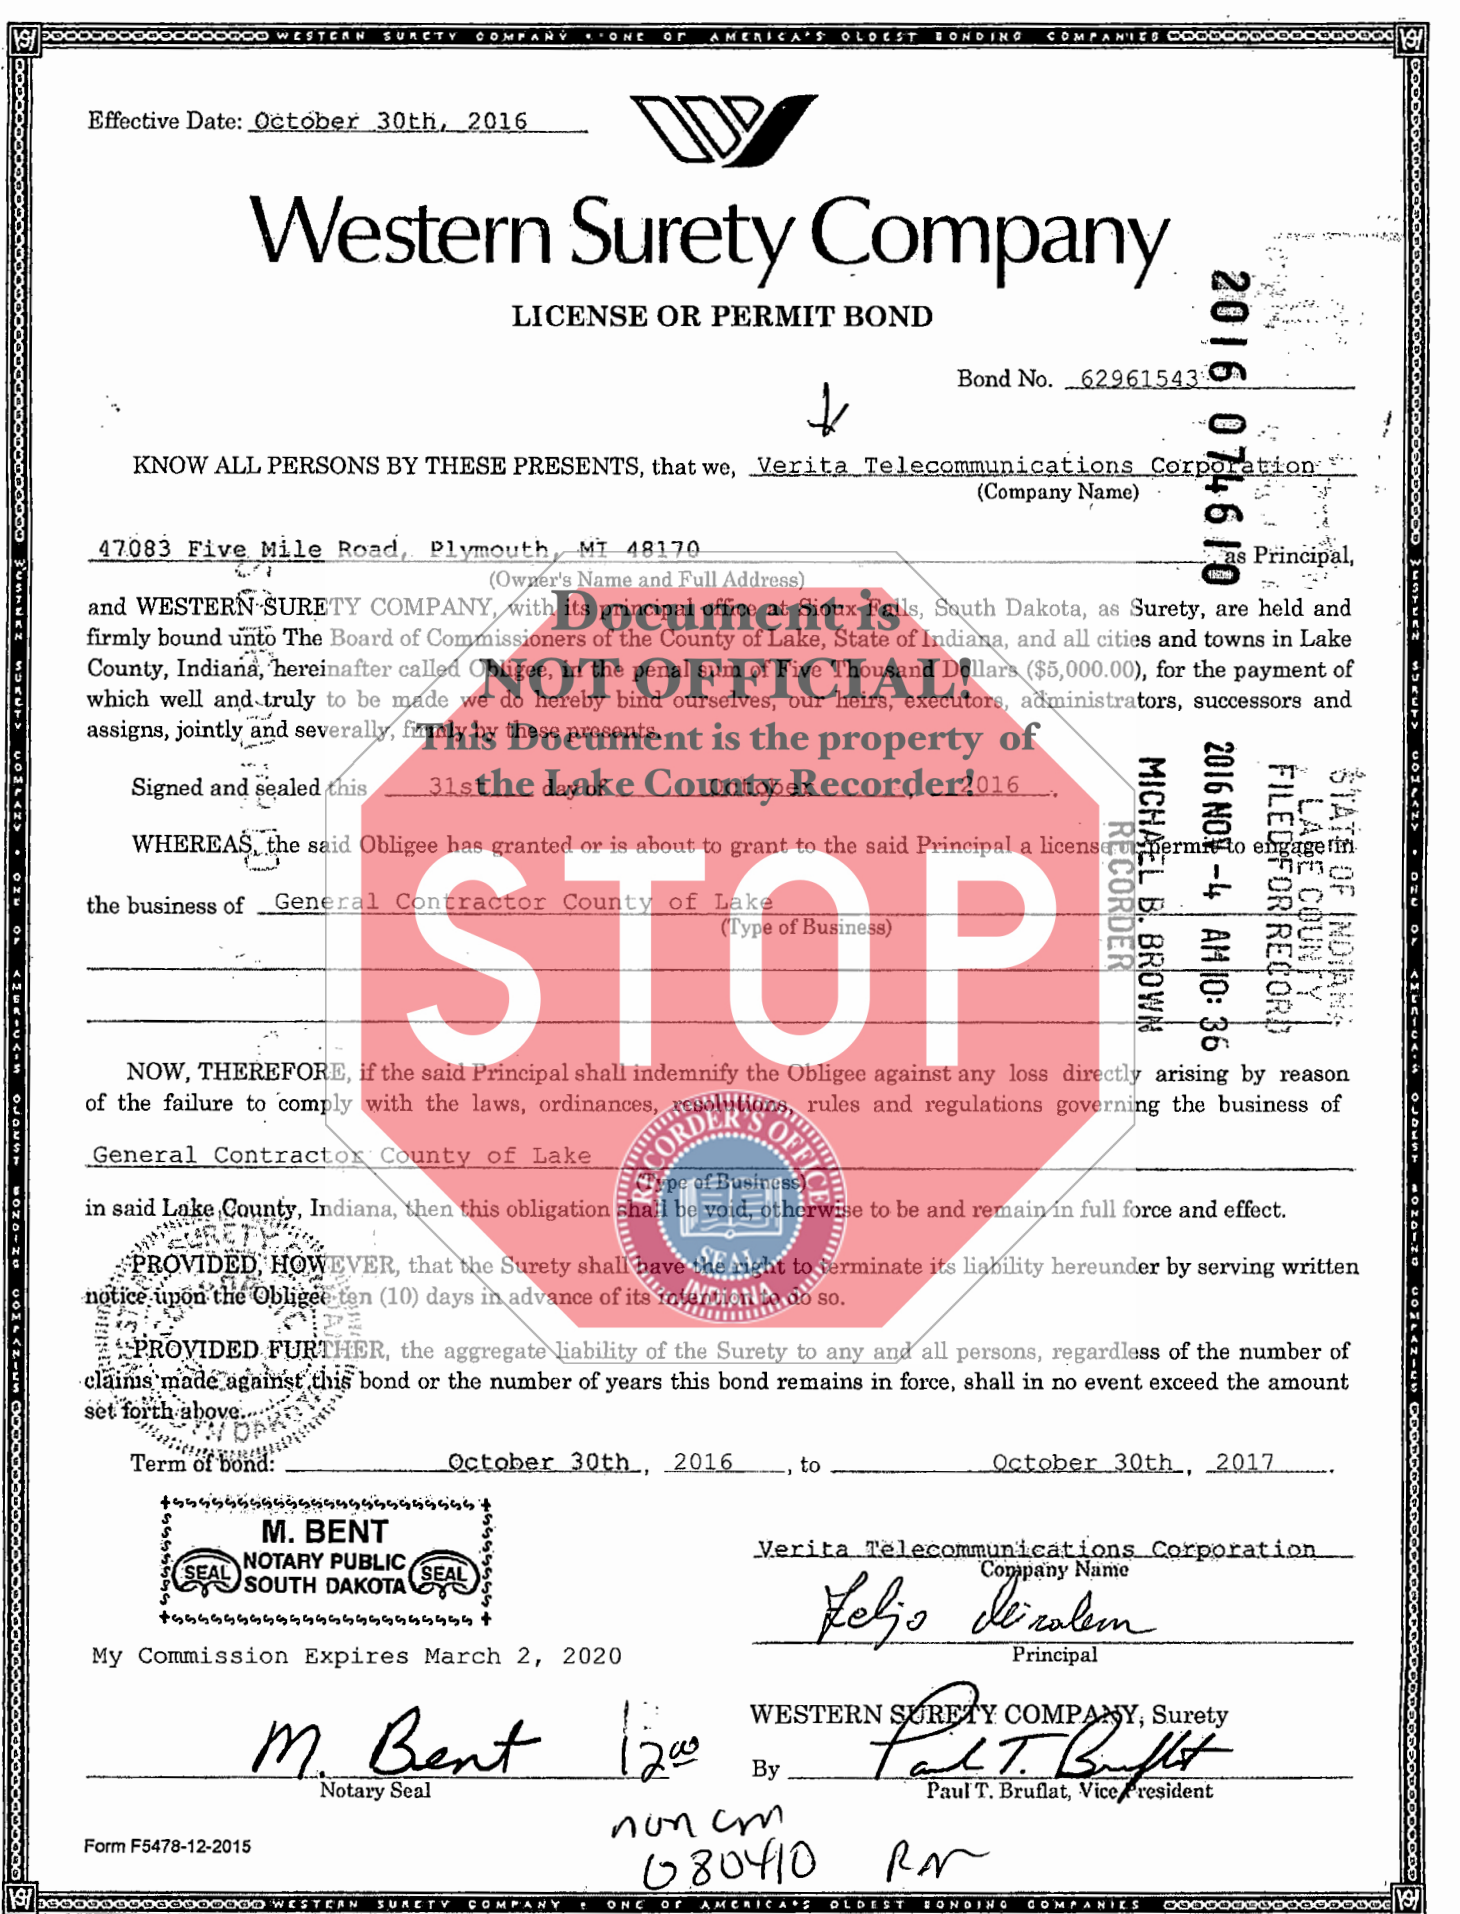 WESTERN SURETY COMPANY • ONE OF AMERICA'S OLDEST BONDING COMPANIES
Effective Date: October 30th, 2016
Western Surety Company
LICENSE OR PERMIT BOND
Bond No. 62961543
KNOW ALL PERSONS BY THESE PRESENTS, that we, Verita Telecommunications Corporation
(Company Name)
47083 Five Mile Road, Plymouth, MI 48170 as Principal,
(Owner's Name and Full Address)
and WESTERN SURETY COMPANY, with its principal office at Sioux Falls, South Dakota, as Surety, are held and
firmly bound unto The Board of Commissioners of the County of Lake, State of Indiana, and all cities and towns in Lake
County, Indiana, hereinafter called Obligee, in the penal sum of Five Thousand Dollars ($5,000.00), for the payment of
which well and truly to be made we do hereby bind ourselves, our heirs, executors, administrators, successors and
assigns, jointly and severally, firmly by these presents.
Signed and sealed this 31st day of October, 2016.
WHEREAS, the said Obligee has granted or is about to grant to the said Principal a license or permit to engage in
the business of General Contractor County of Lake
(Type of Business)
NOW, THEREFORE, if the said Principal shall indemnify the Obligee against any loss directly arising by reason
of the failure to comply with the laws, ordinances, resolutions, rules and regulations governing the business of
General Contractor County of Lake
(Type of Business)
in said Lake County, Indiana, then this obligation shall be void, otherwise to be and remain in full force and effect.
PROVIDED, HOWEVER, that the Surety shall have the right to terminate its liability hereunder by serving written
notice upon the Obligee ten (10) days in advance of its intention to do so.
PROVIDED FURTHER, the aggregate liability of the Surety to any and all persons, regardless of the number of
claims made against this bond or the number of years this bond remains in force, shall in no event exceed the amount
set forth above.
Term of bond: October 30th, 2016, to October 30th, 2017.
M. BENT
NOTARY PUBLIC
SOUTH DAKOTA
SEAL
SEAL
My Commission Expires March 2, 2020
M. Bent
Notary Seal
Verita Telecommunications Corporation
Company Name
Principal
WESTERN SURETY COMPANY, Surety
By Paul T. Bruflat
Paul T. Bruflat, Vice President
Form F5478-12-2015
12.00
080410
2016 074610
STATE OF INDIANA
LAKE COUNTY
FILED FOR RECORD
2016 NOV -4 AM 10: 36
MICHAEL B. BROWN
RECORDER
Document is
NOT OFFICIAL!
This Document is the property of
the Lake County Recorder!
STOP
RECORDER'S OFFICE
SEAL
INDIANA
WESTERN SURETY COMPANY • ONE OF AMERICA'S OLDEST BONDING COMPANIES